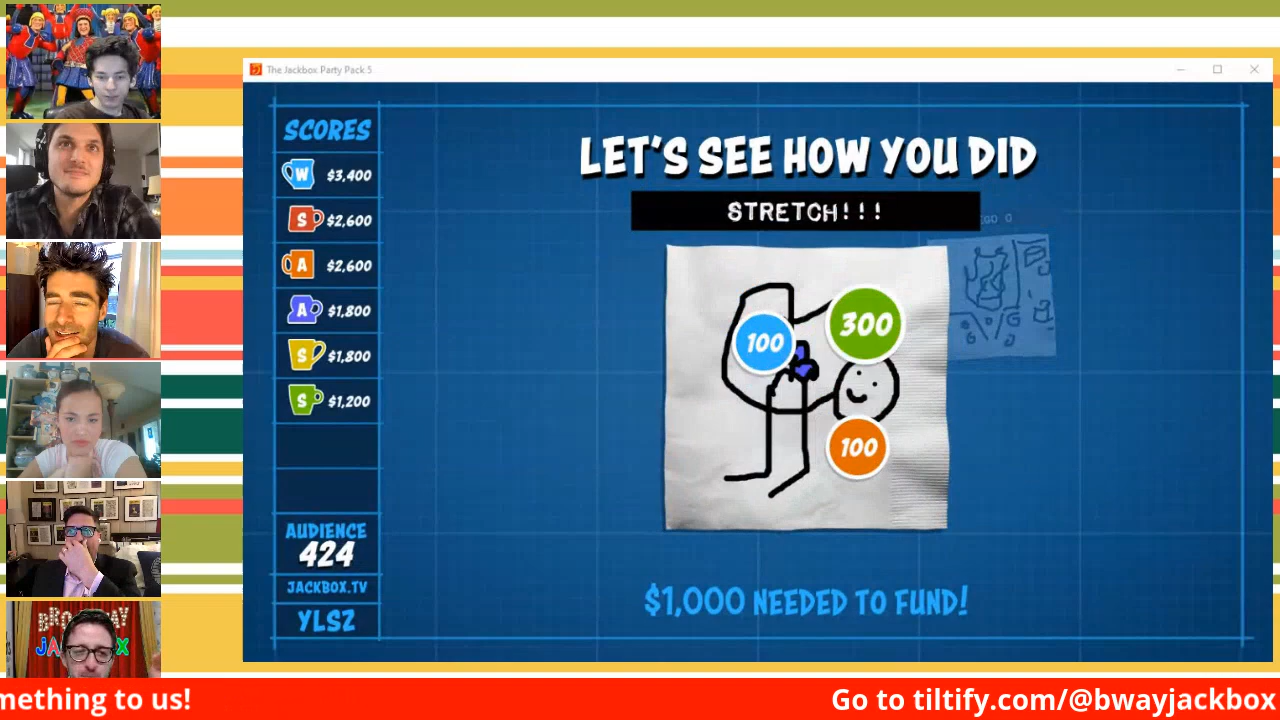 The Jackbox Party Pack 5
SCORES
W $3,400
S $2,600
A $2,600
A $1,800
S $1,800
S $1,200
AUDIENCE
424
JACKBOX.TV
YLSZ
LET'S SEE HOW YOU DID
STRETCH!!!
100
300
100
$1,000 NEEDED TO FUND!
mething to us!
Go to tiltify.com/@bwayjackbox